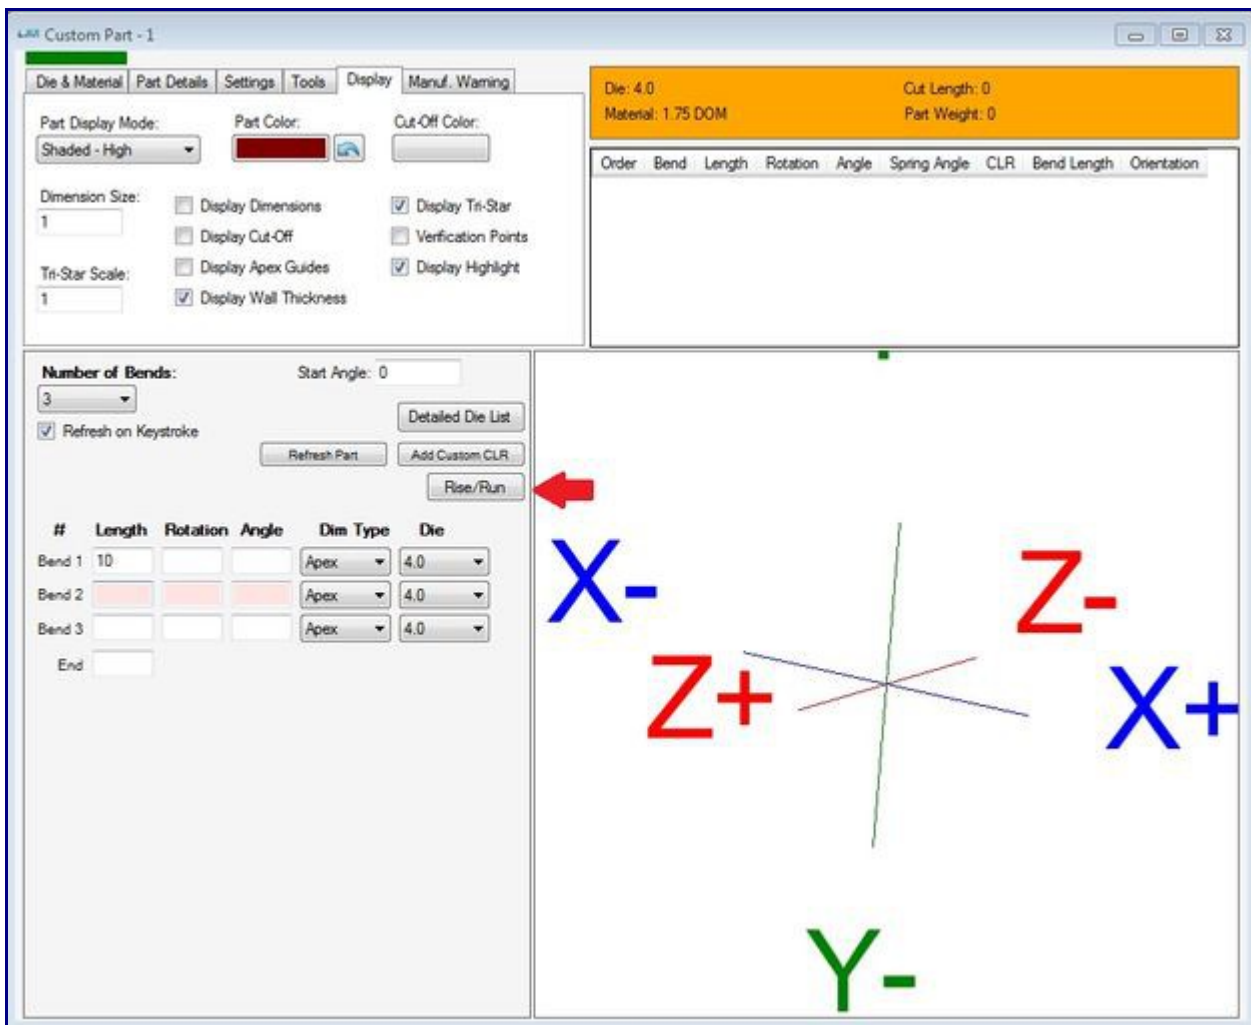 Custom Part - 1
Die & Material Part Details Settings Tools Display Manuf. Warning
Part Display Mode: Part Color: Cut-Off Color:
Shaded - High
Dimension Size:
1
Display Dimensions Display Tri-Star
Display Cut-Off Verfication Points
Tri-Star Scale:
Display Apex Guides Display Highlight
1
Display Wall Thickness
Die: 4.0 Cut Length: 0
Material: 1.75 DOM Part Weight: 0
Order Bend Length Rotation Angle Spring Angle CLR Bend Length Orientation
Number of Bends: Start Angle: 0
3
Detailed Die List
Refresh on Keystroke
Refresh Part Add Custom CLR
Rise/Run
# Length Rotation Angle Dim Type Die
Bend 1 10 Apex 4.0
Bend 2 Apex 4.0
Bend 3 Apex 4.0
End
X- Z-
Z+ X+
Y-